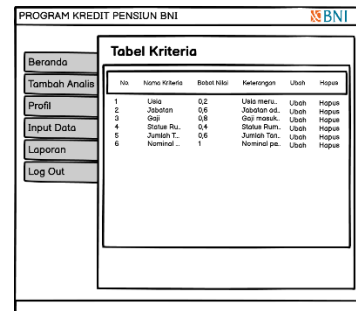 PROGRAM KREDIT PENSIUN BNI
BNI
Beranda
Tambah Analis
Profil
Input Data
Laporan
Log Out
Tabel Kriteria
No. Nama Kriteria Bobot Nilai Keterangan Ubah Hapus
1 Usia 0,2 Usia meru.. Ubah Hapus
2 Jabatan 0,6 Jabatan ad.. Ubah Hapus
3 Gaji 0,8 Gaji masuk.. Ubah Hapus
4 Status Ru.. 0,4 Status Rum.. Ubah Hapus
5 Jumlah T... 0,6 Jumlah Tan.. Ubah Hapus
6 Nominal ... 1 Nominal pe.. Ubah Hapus